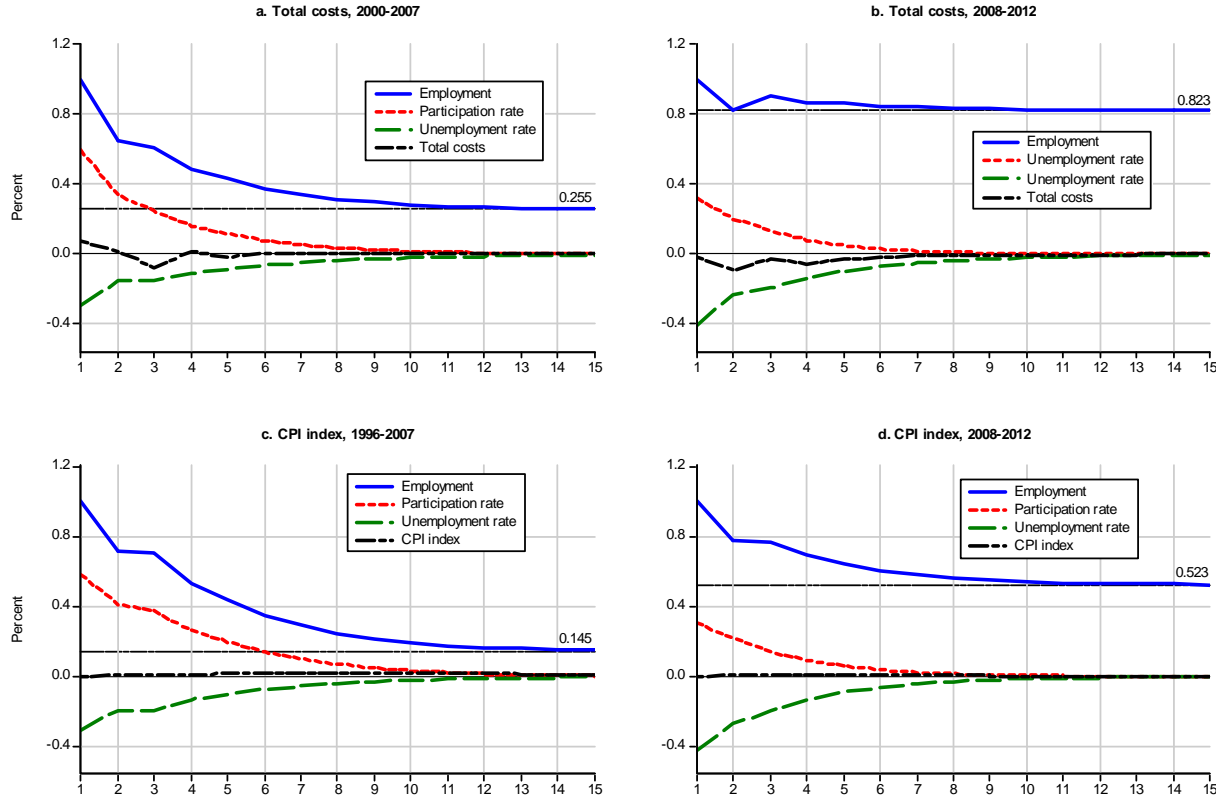 a. Total costs, 2000-2007
1.2
0.8
0.4
0.0
-0.4
Percent
Employment
Participation rate
Unemployment rate
Total costs
0.255
1 2 3 4 5 6 7 8 9 10 11 12 13 14 15
b. Total costs, 2008-2012
1.2
0.8
0.4
0.0
-0.4
Employment
Unemployment rate
Unemployment rate
Total costs
0.823
1 2 3 4 5 6 7 8 9 10 11 12 13 14 15
c. CPI index, 1996-2007
1.2
0.8
0.4
0.0
-0.4
Percent
Employment
Participation rate
Unemployment rate
CPI index
0.145
1 2 3 4 5 6 7 8 9 10 11 12 13 14 15
d. CPI index, 2008-2012
1.2
0.8
0.4
0.0
-0.4
Employment
Participation rate
Unemployment rate
CPI index
0.523
1 2 3 4 5 6 7 8 9 10 11 12 13 14 15